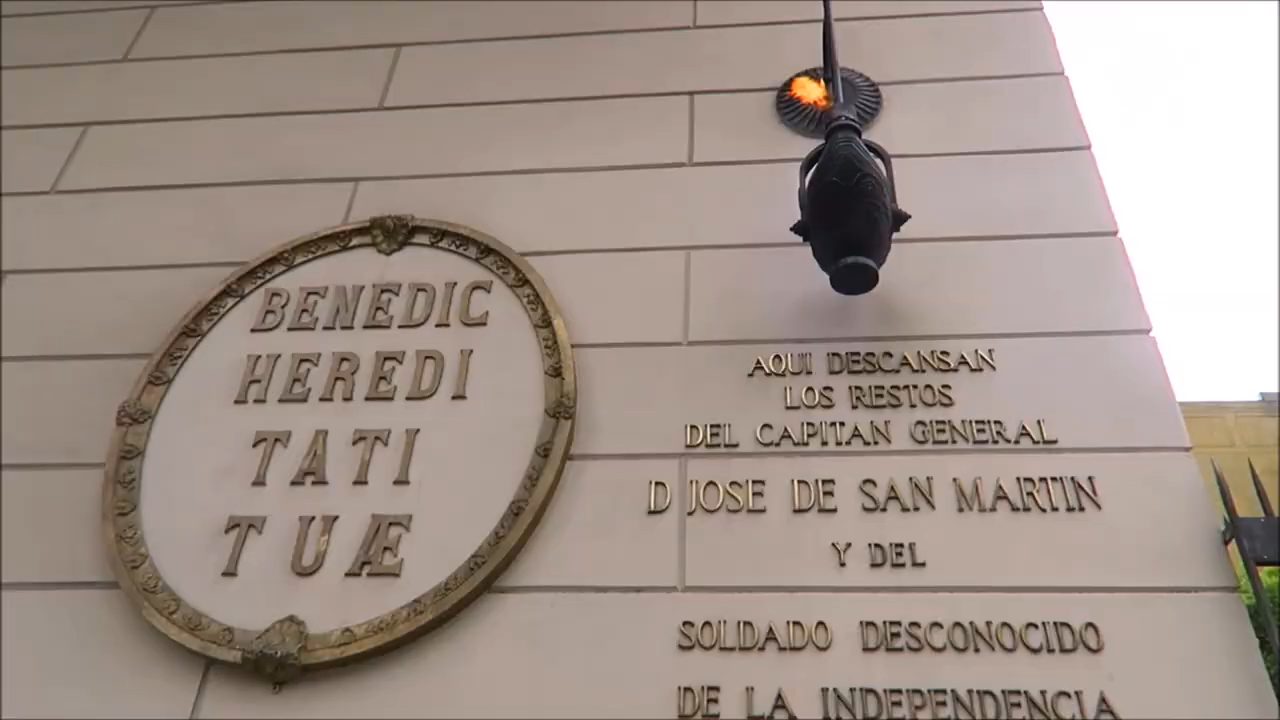 BENEDIC
HEREDI
TATI
TUÆ
AQUI DESCANSAN
LOS RESTOS
DEL CAPITAN GENERAL
D JOSE DE SAN MARTIN
Y DEL
SOLDADO DESCONOCIDO
DE LA INDEPENDENCIA